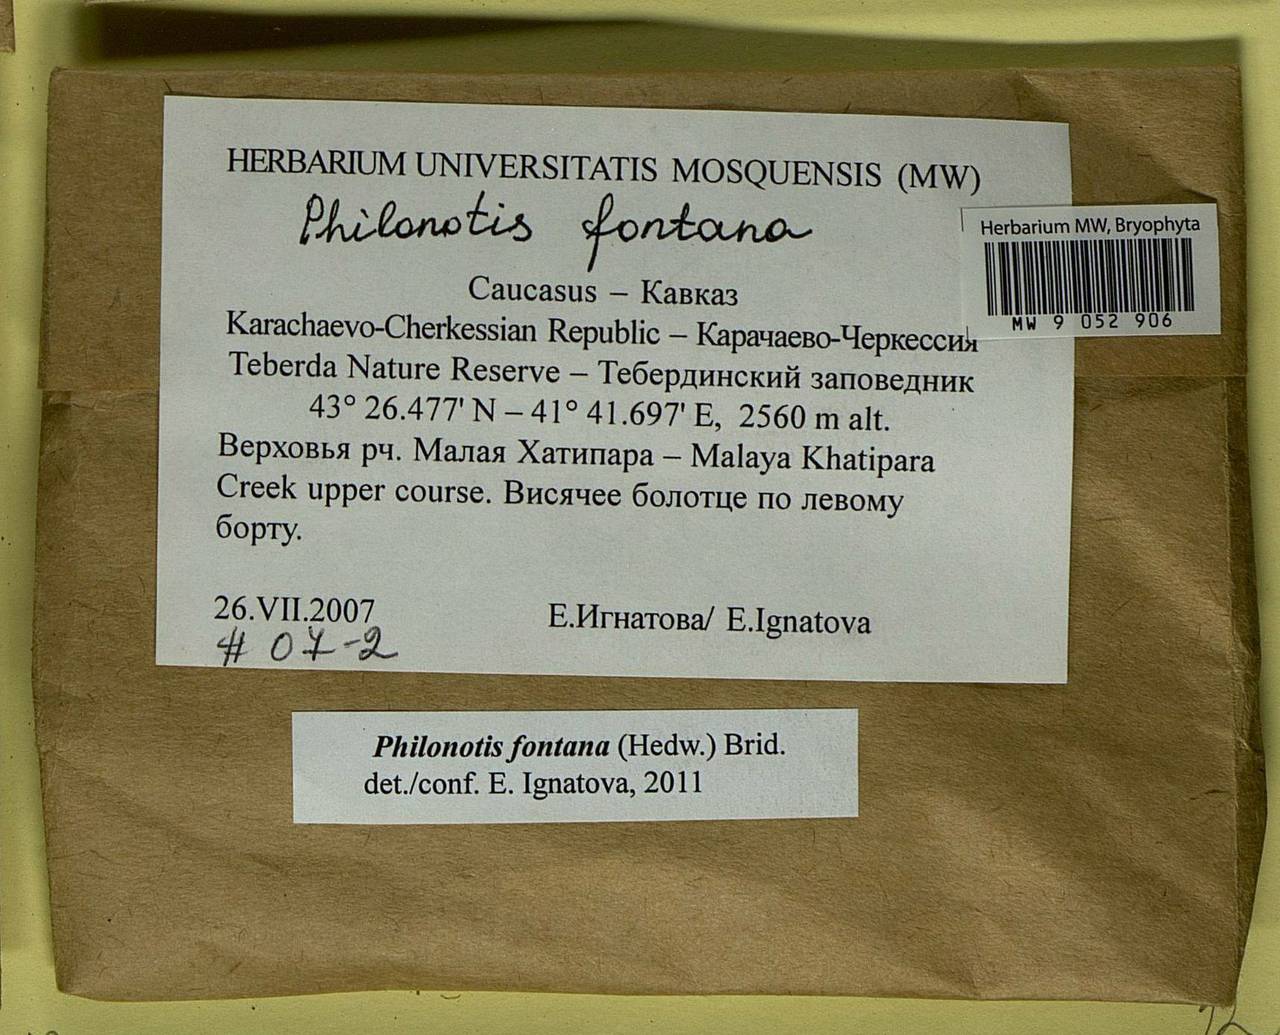 HERBARIUM UNIVERSITATIS MOSQUENSIS (MW)
Philonotis fontana
Herbarium MW, Bryophyta
MW 9 052 906
Caucasus – Кавказ
Karachaevo-Cherkessian Republic – Карачаево-Черкессия
Teberda Nature Reserve – Тебердинский заповедник
43° 26.477' N – 41° 41.697' E, 2560 m alt.
Верховья рч. Малая Хатипара – Malaya Khatipara
Creek upper course. Висячее болотце по левому
борту.
26.VII.2007 Е.Игнатова/ E.Ignatova
# 07-2
Philonotis fontana (Hedw.) Brid.
det./conf. E. Ignatova, 2011